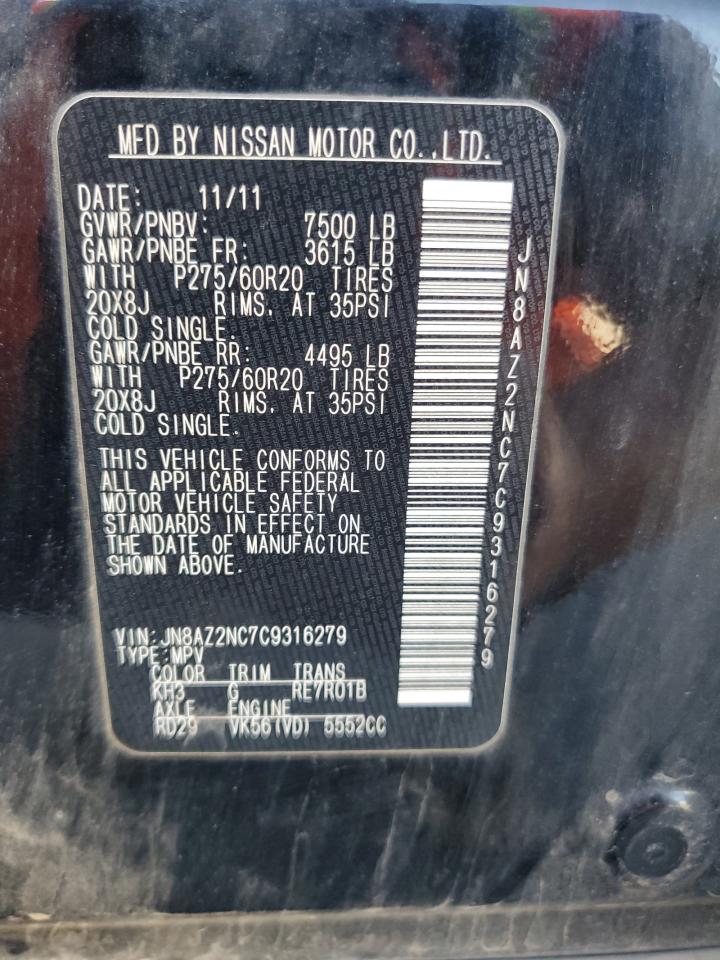 MFD BY NISSAN MOTOR CO.,LTD.
DATE: 11/11
GVWR/PNBV: 7500 LB
GAWR/PNBE FR: 3615 LB
WITH P275/60R20 TIRES
20X8J RIMS, AT 35PSI
COLD SINGLE.
GAWR/PNBE RR: 4495 LB
WITH P275/60R20 TIRES
20X8J RIMS, AT 35PSI
COLD SINGLE.
THIS VEHICLE CONFORMS TO
ALL APPLICABLE FEDERAL
MOTOR VEHICLE SAFETY
STANDARDS IN EFFECT ON
THE DATE OF MANUFACTURE
SHOWN ABOVE.
VIN:JN8AZ2NC7C9316279
TYPE:MPV
COLOR TRIM TRANS
KH3 G RE7R01B
AXLE ENGINE
RD29 VK56(VD) 5552CC
JN8AZ2NC7C9316279